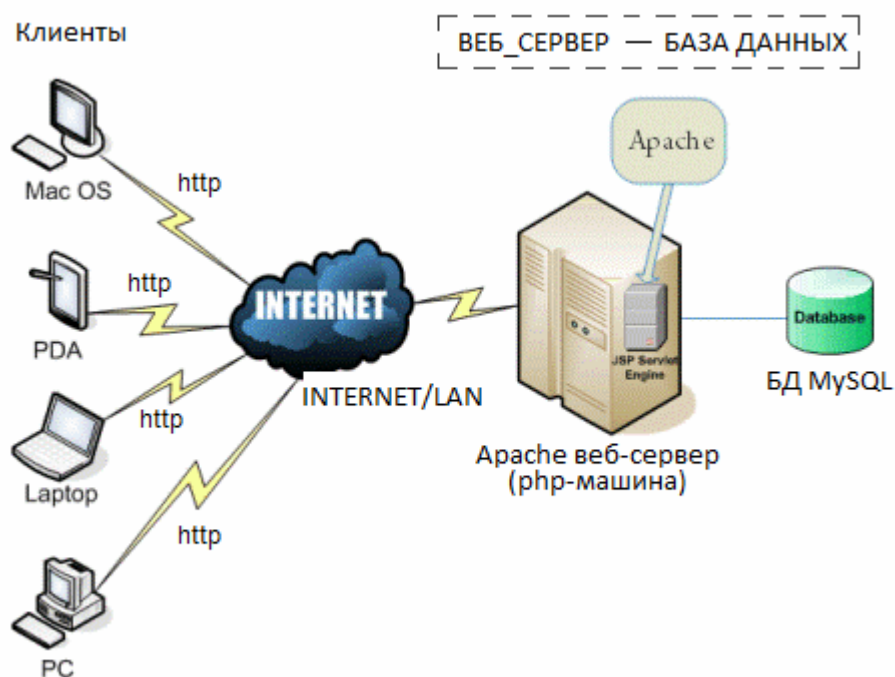 Клиенты
ВЕБ_СЕРВЕР — БАЗА ДАННЫХ
Apache
Mac OS
http
http
PDA
INTERNET
INTERNET/LAN
http
Laptop
http
PC
JSP Servlet
Engine
Apache веб-сервер
(php-машина)
Database
БД MySQL